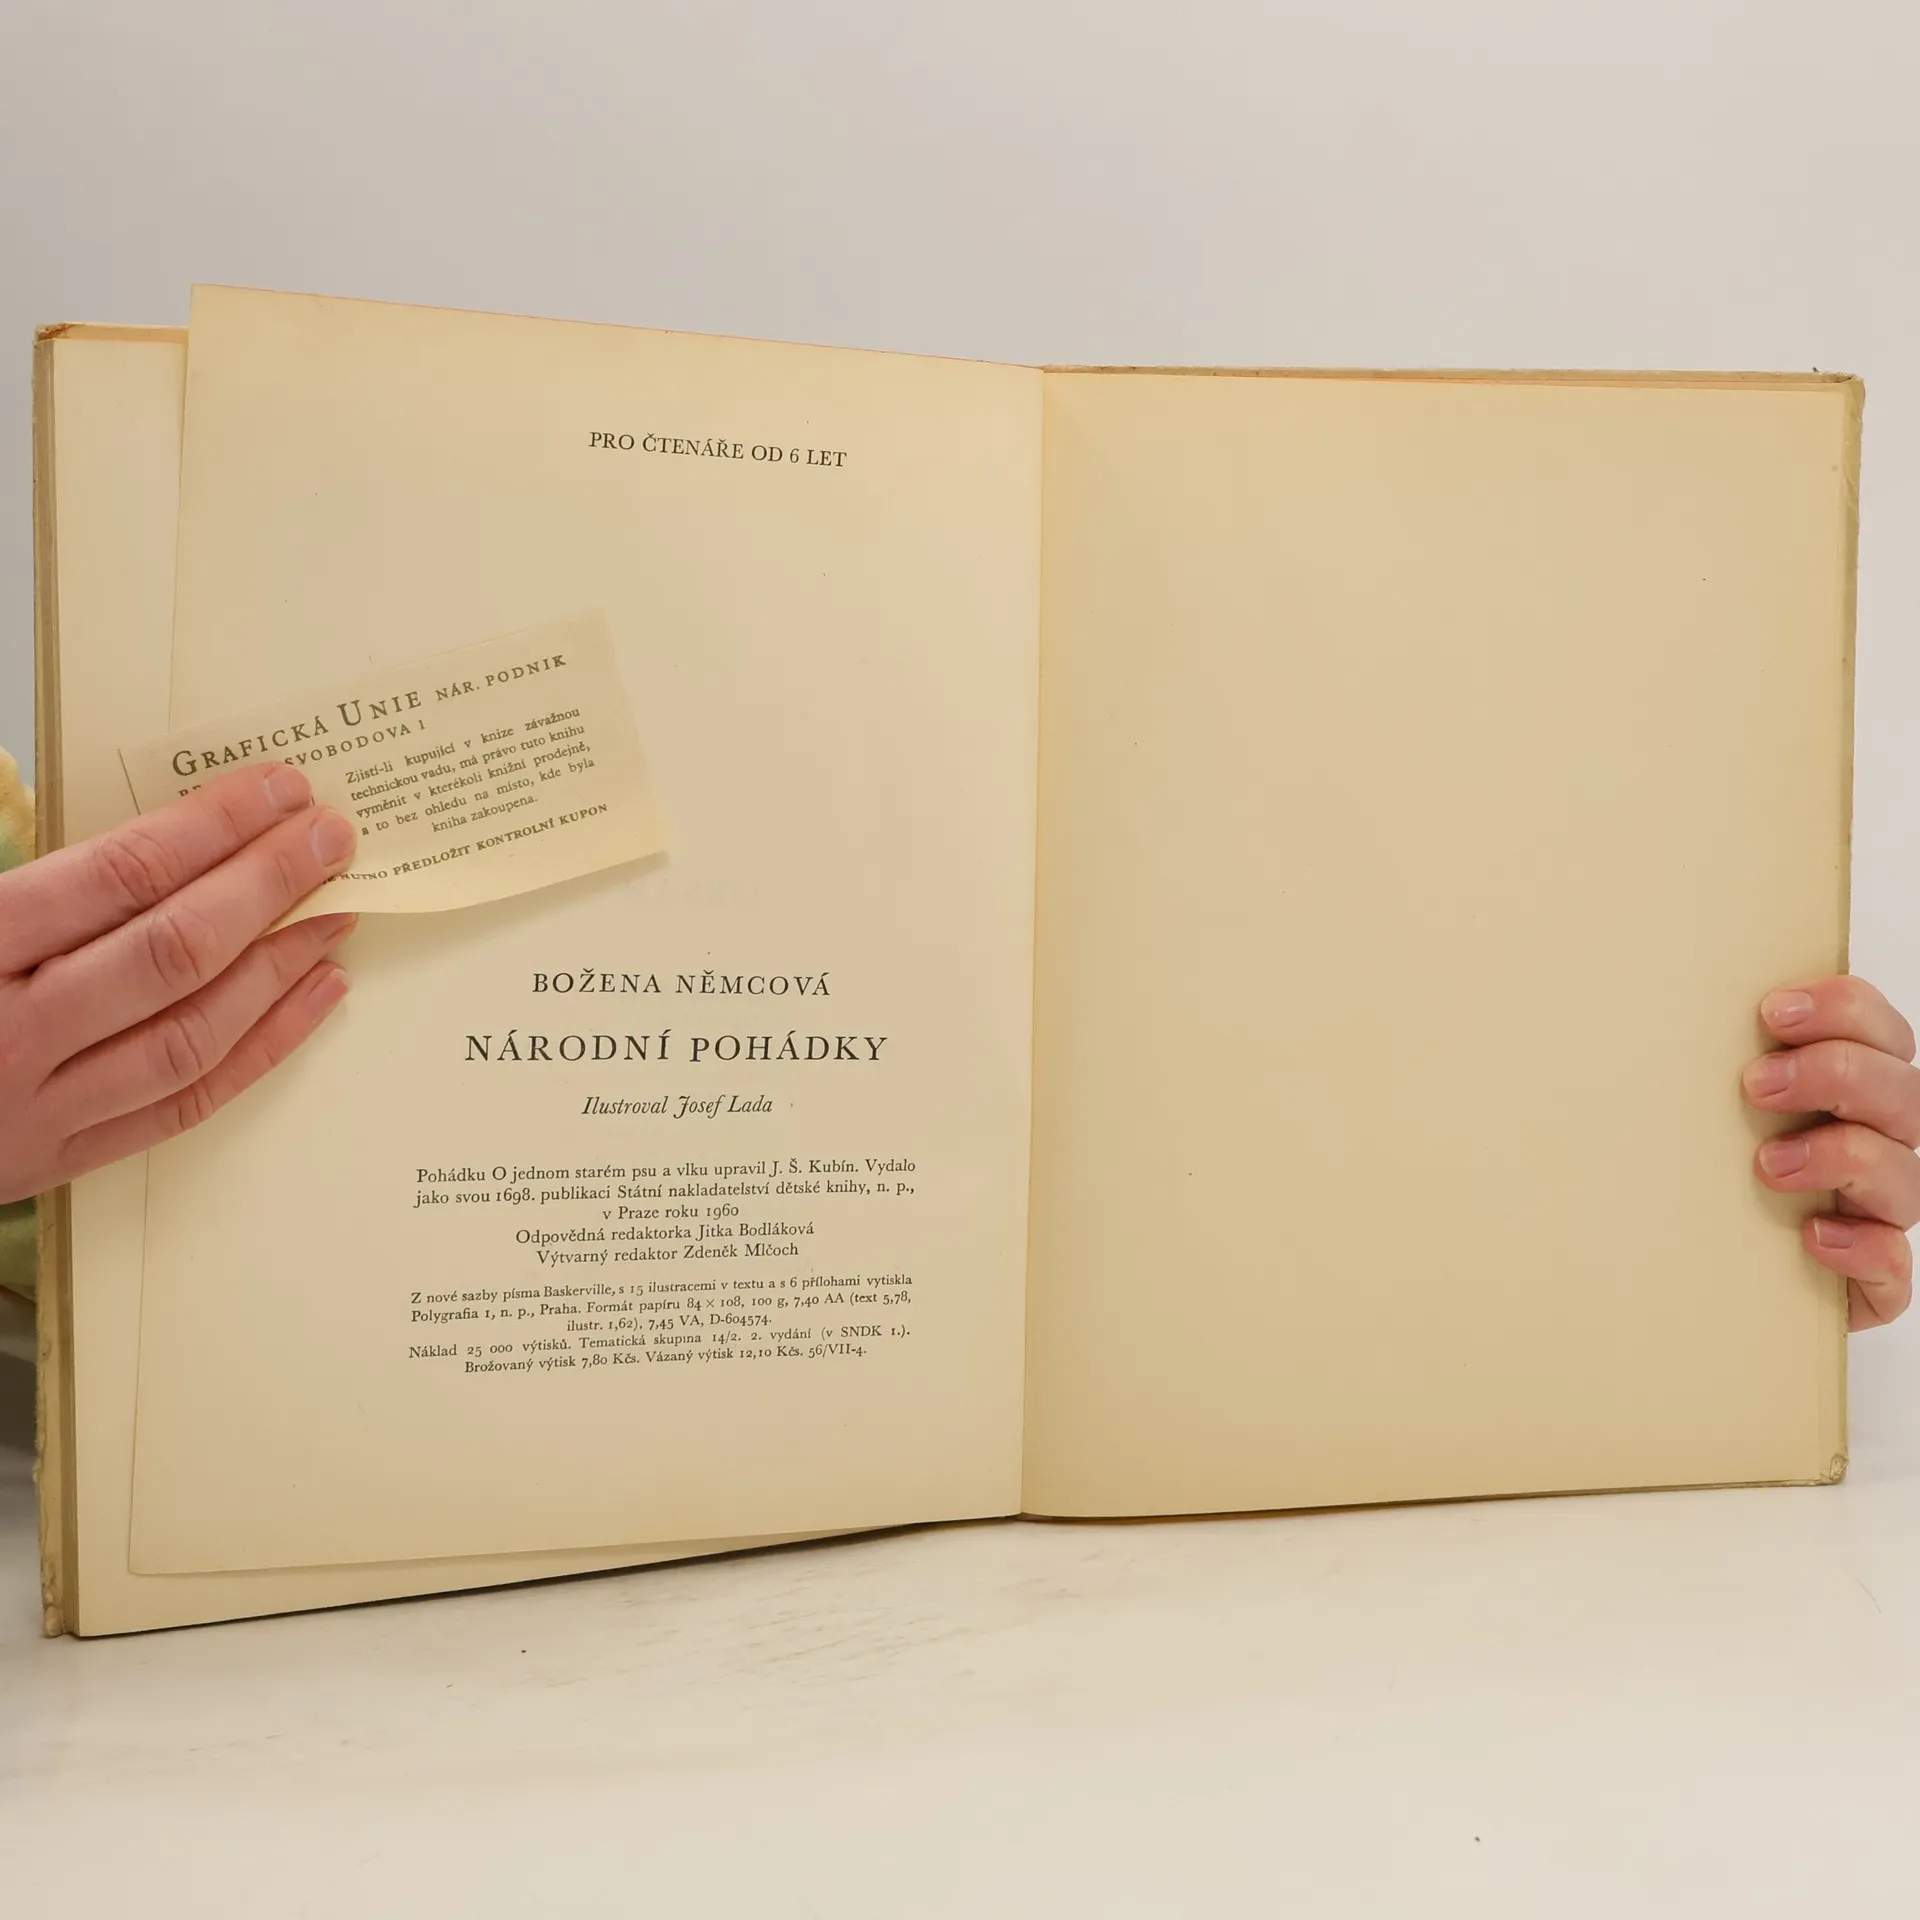 PRO ČTENÁŘE OD 6 LET
GRAFICKÁ UNIE NÁR. PODNIK
SVOBODOVA 1
Zjistí-li kupující v knize závažnou
technickou vadu, má právo tuto knihu
vyměnit v kterékoli knižní prodejně,
a to bez ohledu na místo, kde byla
kniha zakoupena.
NUTNO PŘEDLOŽIT KONTROLNÍ KUPON
BOŽENA NĚMCOVÁ
NÁRODNÍ POHÁDKY
Ilustroval Josef Lada
Pohádku O jednom starém psu a vlku upravil J. Š. Kubín. Vydalo
jako svou 1698. publikaci Státní nakladatelství dětské knihy, n. p.,
v Praze roku 1960
Odpovědná redaktorka Jitka Bodláková
Výtvarný redaktor Zdeněk Mlčoch
Z nové sazby písma Baskerville, s 15 ilustracemi v textu a s 6 přílohami vytiskla
Polygrafia 1, n. p., Praha. Formát papíru 84 × 108, 100 g, 7,40 AA (text 5,78,
ilustr. 1,62), 7,45 VA, D-604574.
Náklad 25 000 výtisků. Tematická skupina 14/2. 2. vydání (v SNDK 1.).
Brožovaný výtisk 7,80 Kčs. Vázaný výtisk 12,10 Kčs. 56/VII-4.